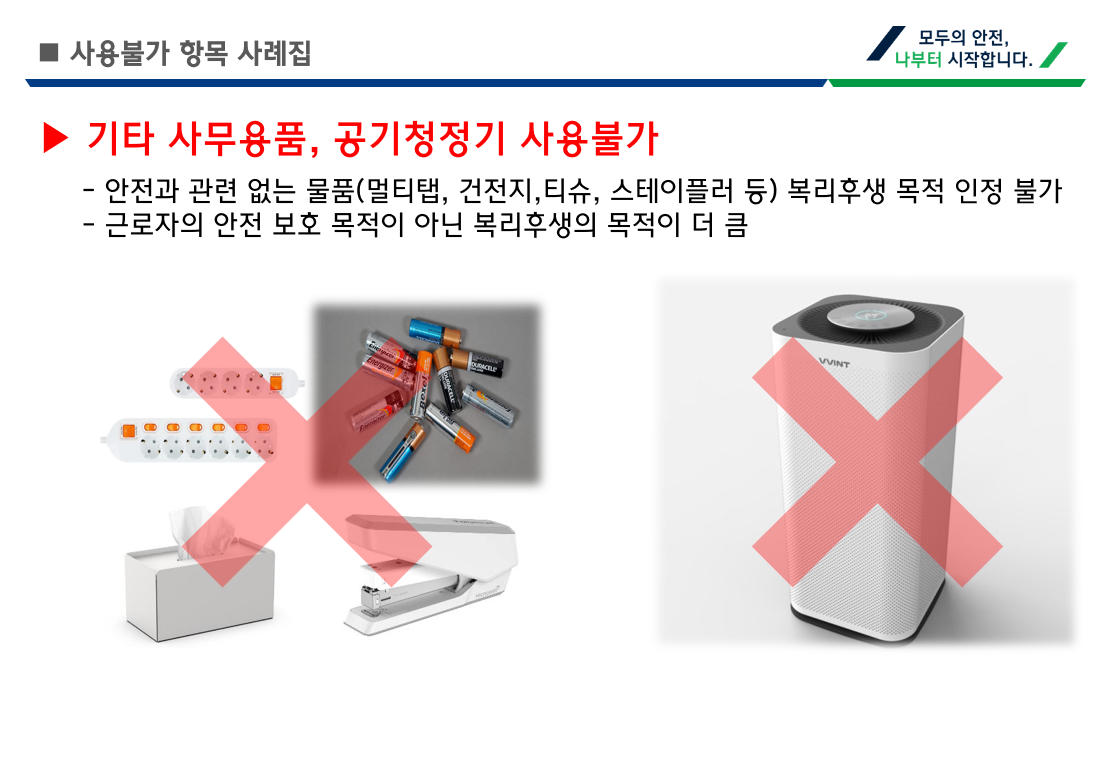 ■ 사용불가 항목 사례집
모두의 안전,
나부터 시작합니다.
▶ 기타 사무용품, 공기청정기 사용불가
- 안전과 관련 없는 물품(멀티탭, 건전지,티슈, 스테이플러 등) 복리후생 목적 인정 불가
- 근로자의 안전 보호 목적이 아닌 복리후생의 목적이 더 큼
Energizer
Energizer
DURACELL
DURACELL
Energizer
VVINT